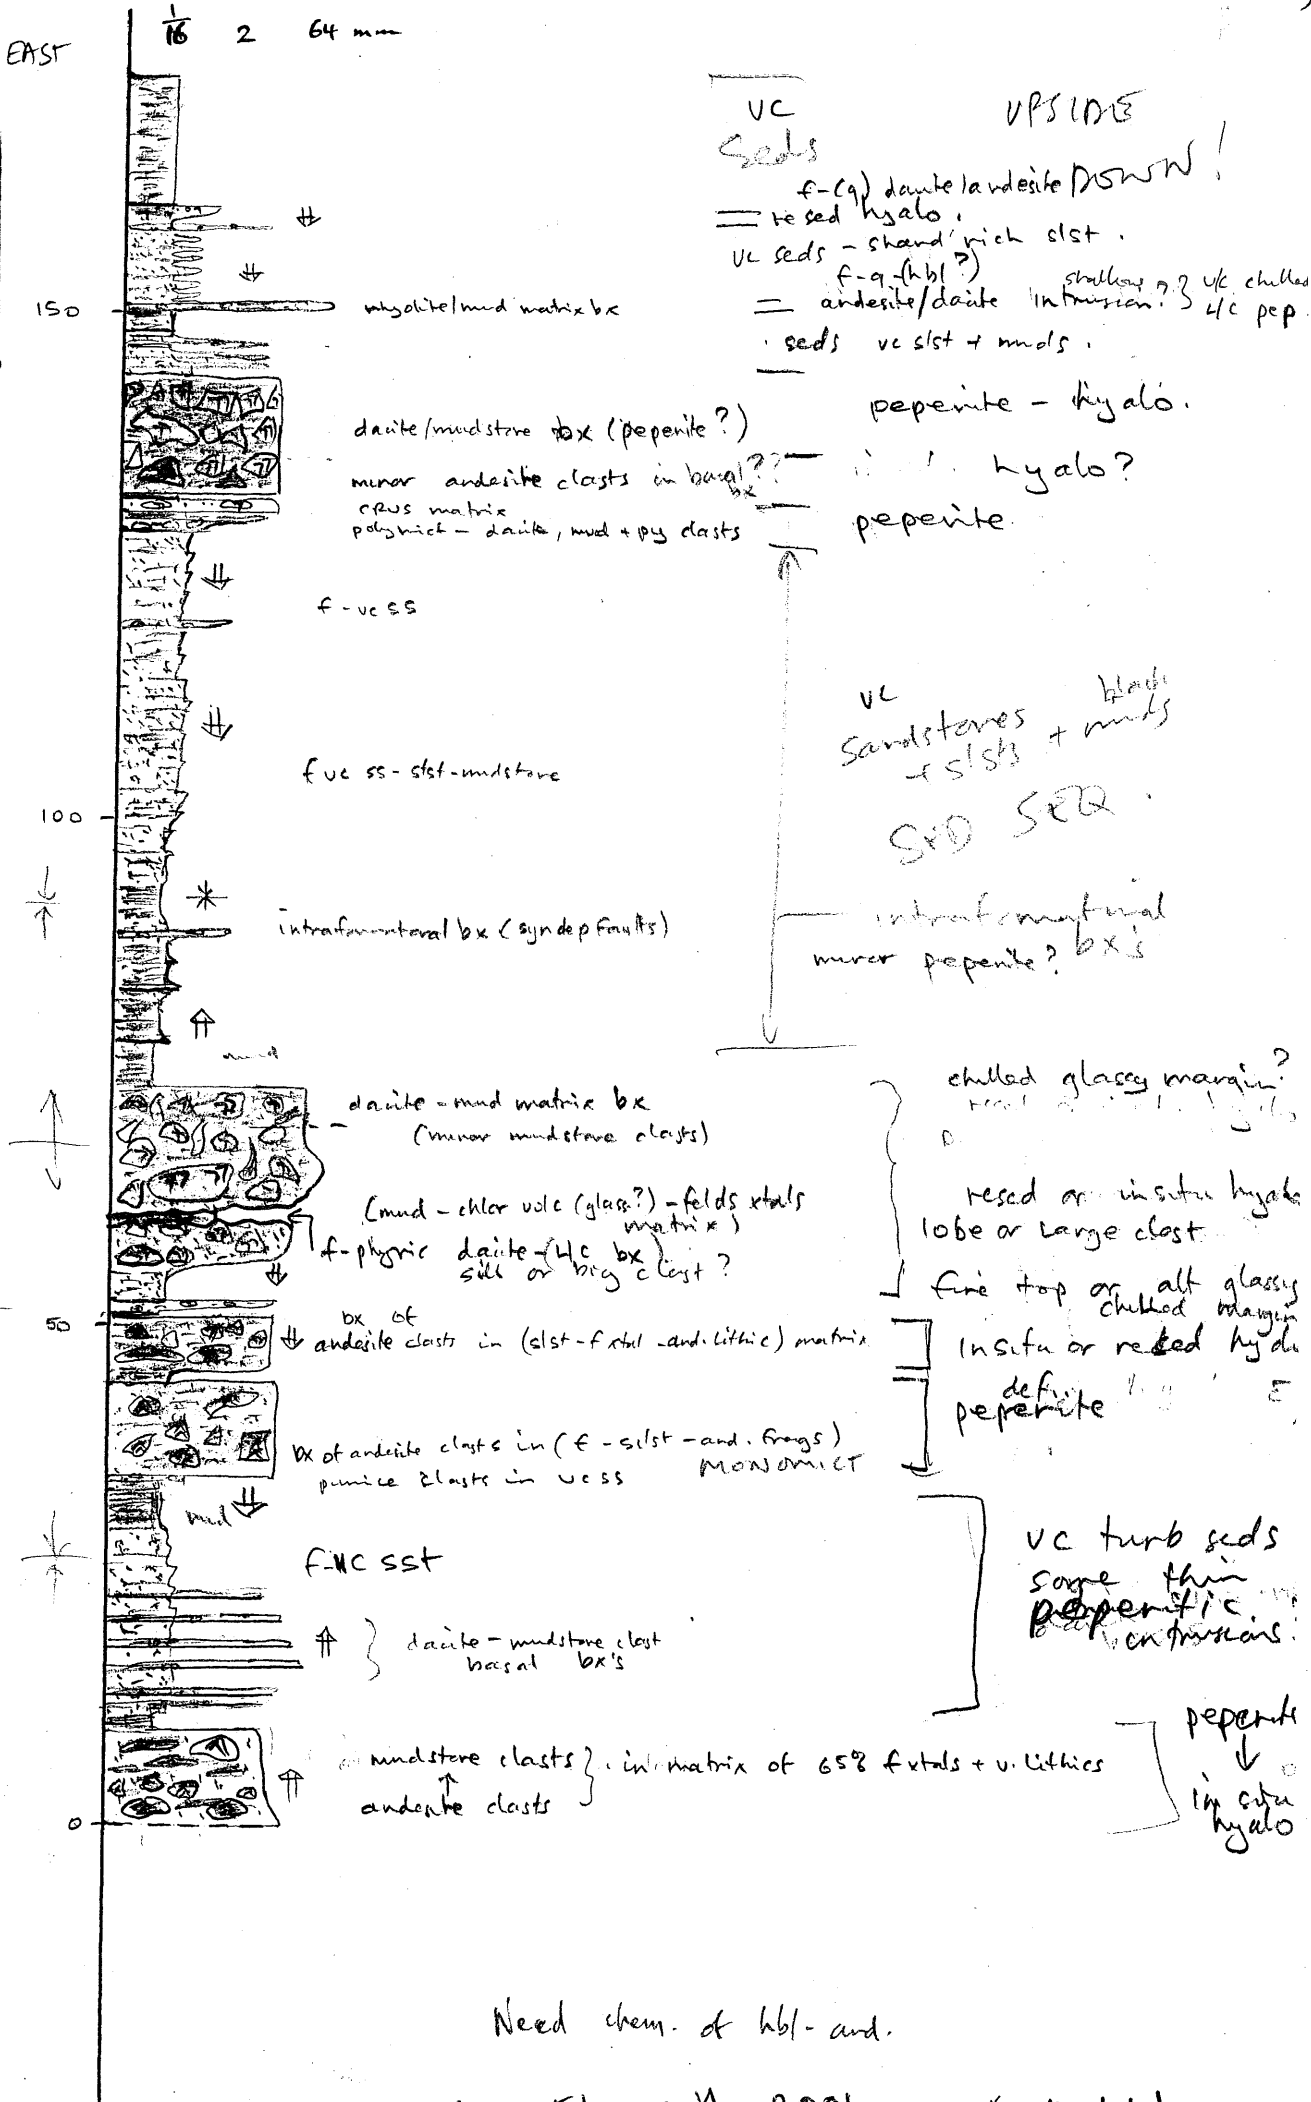 EAST
1/16 2 64 mm
vc
Seds
UPSIDE
DOWN!
f-(q) dacite/andesite
resed hyalo.
vc seds - shard rich slst.
f-q-(hbl?)
andesite/dacite intrusion?
shallow
u/c chilled
l/c pep.
seds vc slst + muds.
150
rhyolite/mud matrix bx
peperite - hyalo.
dacite/mudstone bx (peperite?)
minor andesite clasts in basal??
bx
hyalo?
crus matrix
polymict - dacite, mud + py clasts
peperite
f-vc ss
vc
Sandstones
+ slsts
+
black
muds
SED SEQ.
f vc ss-slst-mudstone
100
intraformational bx (syndep faults)
intraformational
bx's
minor peperite?
mud
chilled glassy margin?
dacite-mud matrix bx
(minor mudstone clasts)
resed or insitu hyalo
lobe or large clast
(mud-chlor volc (glass?)-felds xtals
matrix)
f-phyric dacite-(l/c bx)
sill or big clast?
fine top or alt glassy
chilled margin
50
bx of
andesite clasts in (slst-f xtal-and.lithic) matrix
Insitu or resed
peperite
bx of andesite clasts in (f-silst-and. frags)
MONOMICT
pumice clasts in vc ss
mud
f-vc sst
vc turb seds
some thin
peperitic
intrusions.
dacite-mudstone clast
basal bx's
peperite
↓
in situ
hyalo
mudstone clasts
↑
andesite clasts
in matrix of 65% f xtals + v. lithics
0
Need chem. of hbl-and.